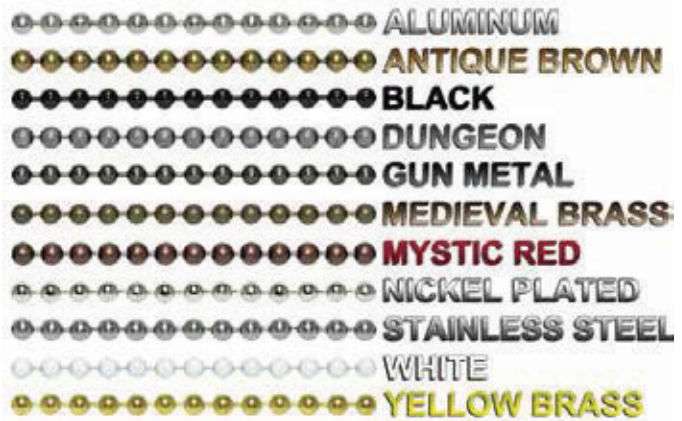 ALUMINUM
ANTIQUE BROWN
BLACK
DUNGEON
GUN METAL
MEDIEVAL BRASS
MYSTIC RED
NICKEL PLATED
STAINLESS STEEL
WHITE
YELLOW BRASS